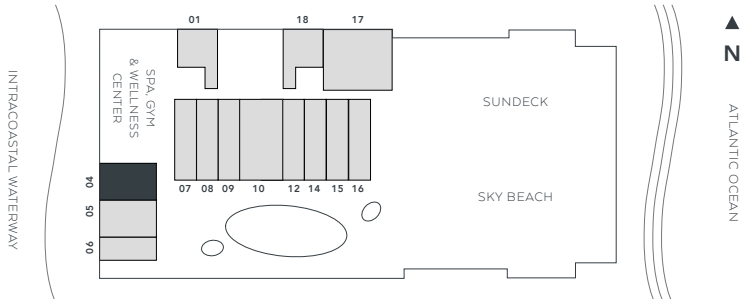 01
18
17
N
INTRACOASTAL WATERWAY
SPA, GYM
& WELLNESS
CENTER
SUNDECK
ATLANTIC OCEAN
04
07
08
09
10
12
14
15
16
05
SKY BEACH
06